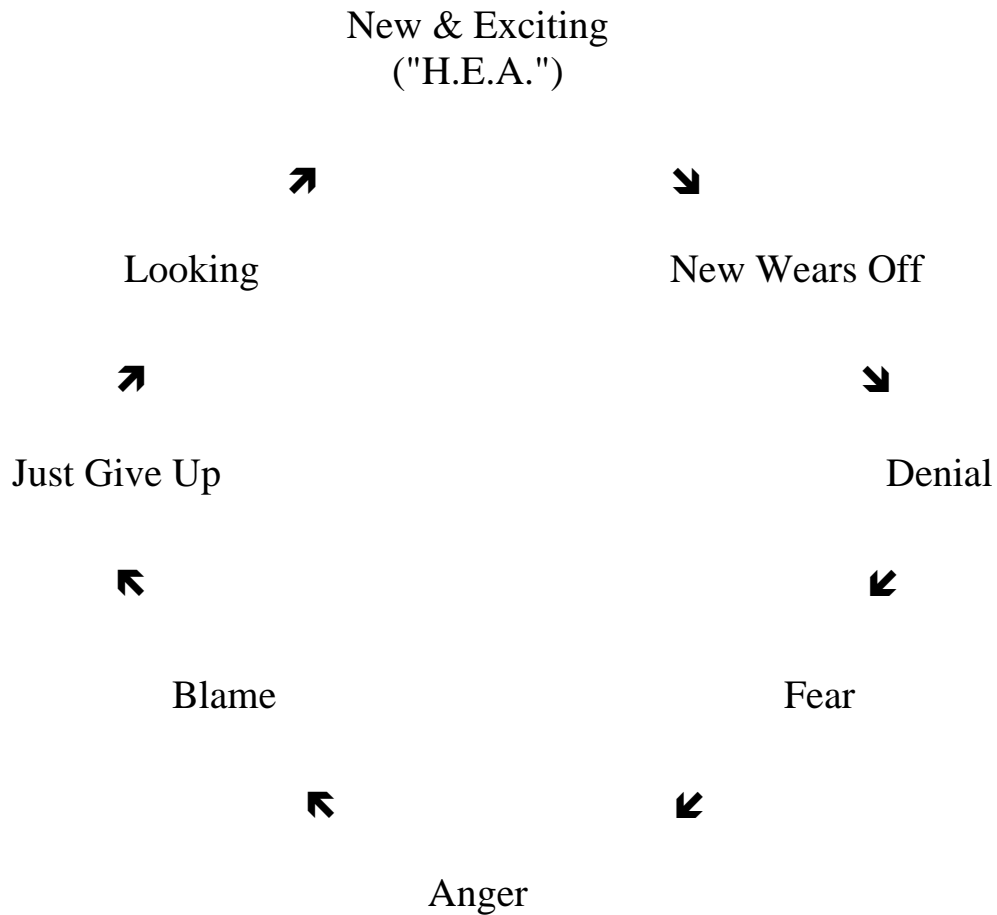 New & Exciting
("H.E.A.")
Looking
New Wears Off
Just Give Up
Denial
Blame
Fear
Anger